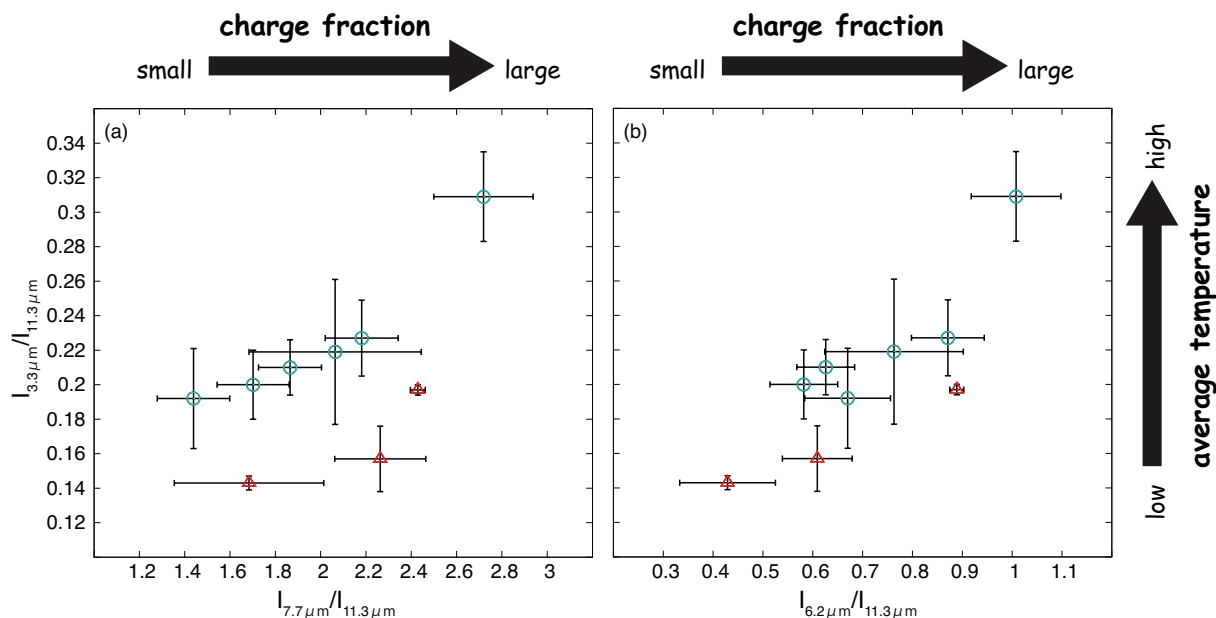 charge fraction
small
large
charge fraction
small
large
(a)
0.34
0.32
0.3
0.28
0.26
0.24
0.22
0.2
0.18
0.16
0.14
0.12
I3.3μm/I11.3μm
1.2 1.4 1.6 1.8 2 2.2 2.4 2.6 2.8 3
I7.7μm/I11.3μm
(b)
0.3 0.4 0.5 0.6 0.7 0.8 0.9 1 1.1
I6.2μm/I11.3μm
high
low
average temperature